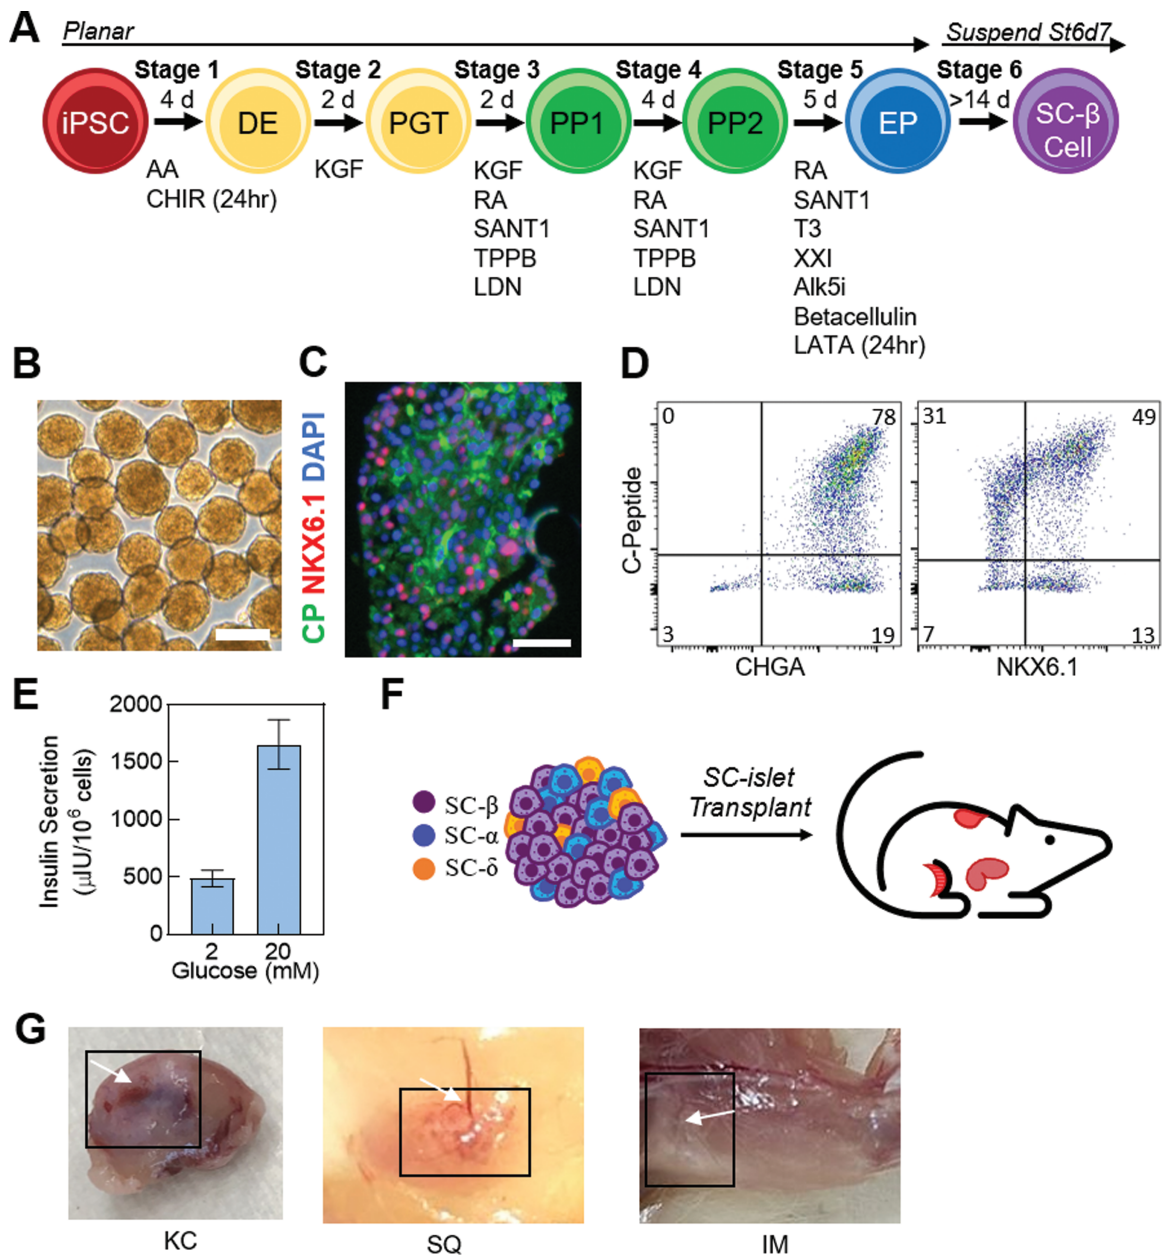 A
Planar
Suspend St6d7
Stage 1
Stage 2
Stage 3
Stage 4
Stage 5
Stage 6
4 d
2 d
2 d
4 d
5 d
>14 d
iPSC
DE
PGT
PP1
PP2
EP
SC-β
Cell
AA
CHIR (24hr)
KGF
KGF
RA
SANT1
TPPB
LDN
KGF
RA
SANT1
TPPB
LDN
RA
SANT1
T3
XXI
Alk5i
Betacellulin
LATA (24hr)
B
C
CP NKX6.1 DAPI
D
C-Peptide
0
78
3
19
CHGA
31
49
7
13
NKX6.1
E
Insulin Secretion
(µIU/10⁶ cells)
2000
1500
1000
500
0
2
20
Glucose (mM)
F
SC-β
SC-α
SC-δ
SC-islet
Transplant
G
KC
SQ
IM